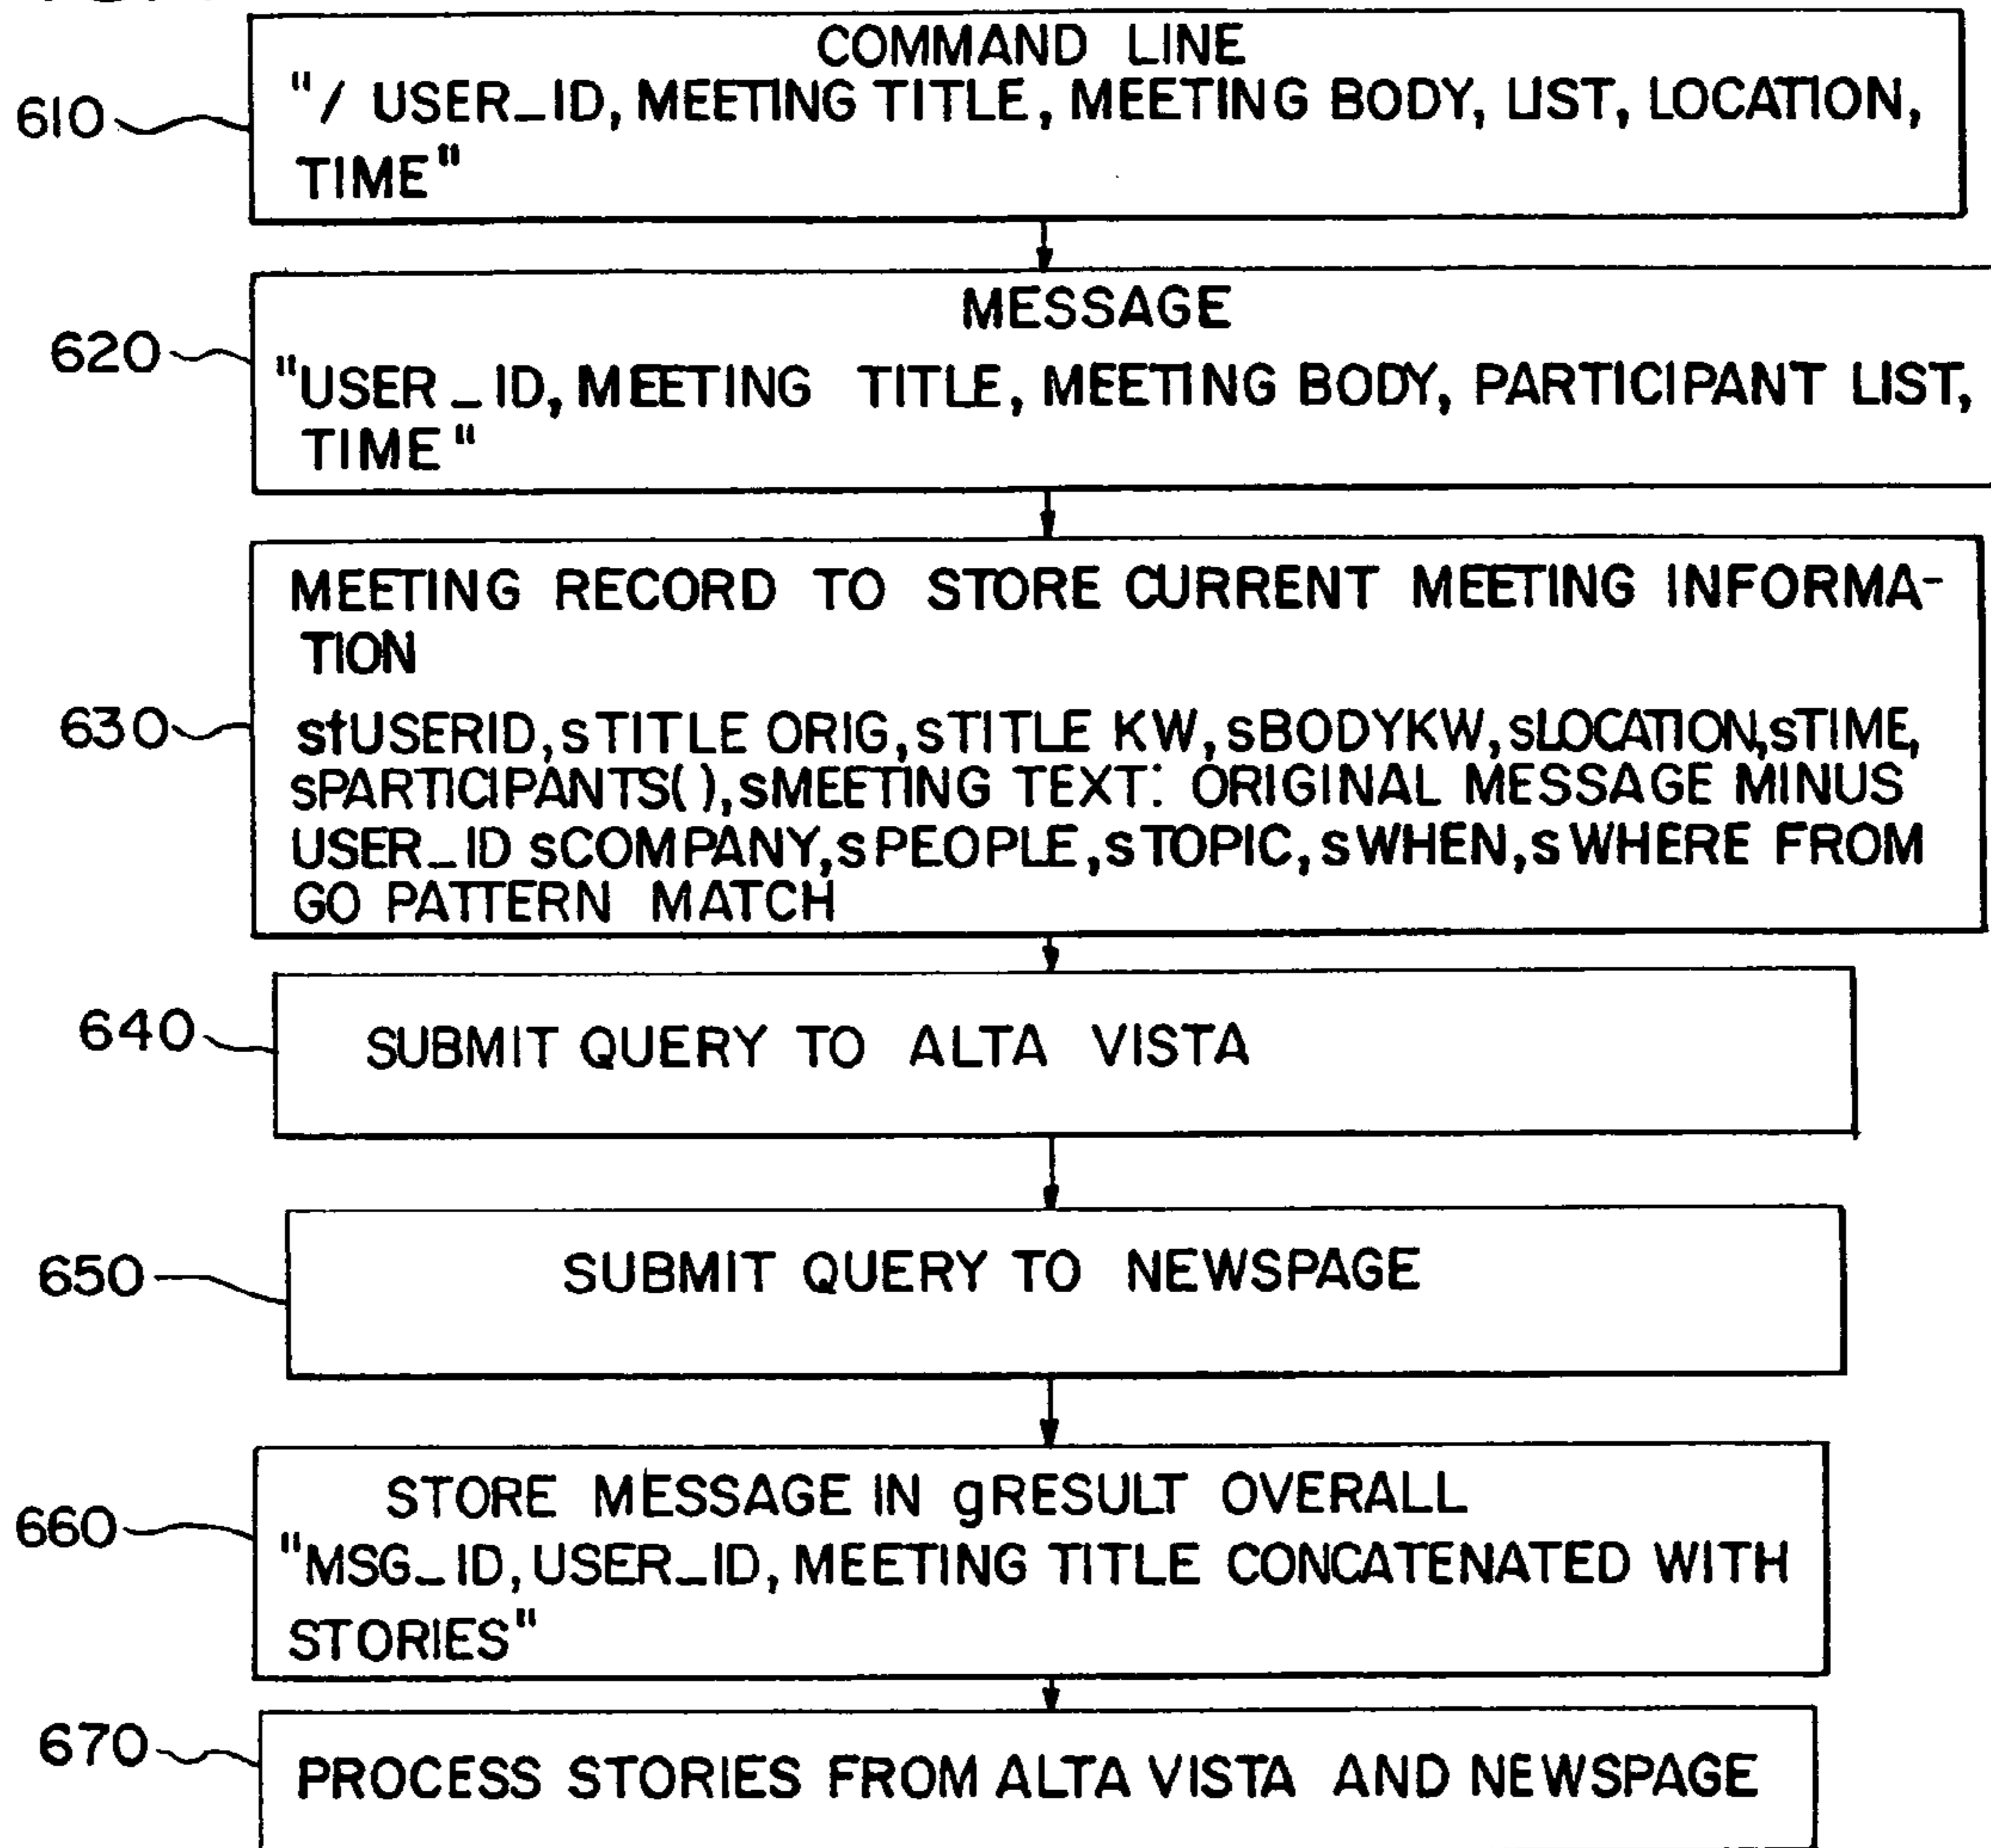 COMMAND LINE
610
"/ USER_ID, MEETING TITLE, MEETING BODY, LIST, LOCATION,
TIME"
MESSAGE
620
"USER_ID, MEETING TITLE, MEETING BODY, PARTICIPANT LIST,
TIME"
MEETING RECORD TO STORE CURRENT MEETING INFORMA-
TION
630
stUSERID, sTITLE ORIG, sTITLE KW, sBODYKW, sLOCATION, sTIME,
sPARTICIPANTS( ), sMEETING TEXT: ORIGINAL MESSAGE MINUS
USER_ID sCOMPANY, sPEOPLE, sTOPIC, sWHEN, sWHERE FROM
GO PATTERN MATCH
640
SUBMIT QUERY TO ALTA VISTA
650
SUBMIT QUERY TO NEWSPAGE
STORE MESSAGE IN gRESULT OVERALL
660
"MSG_ID, USER_ID, MEETING TITLE CONCATENATED WITH
STORIES"
670
PROCESS STORIES FROM ALTA VISTA AND NEWSPAGE